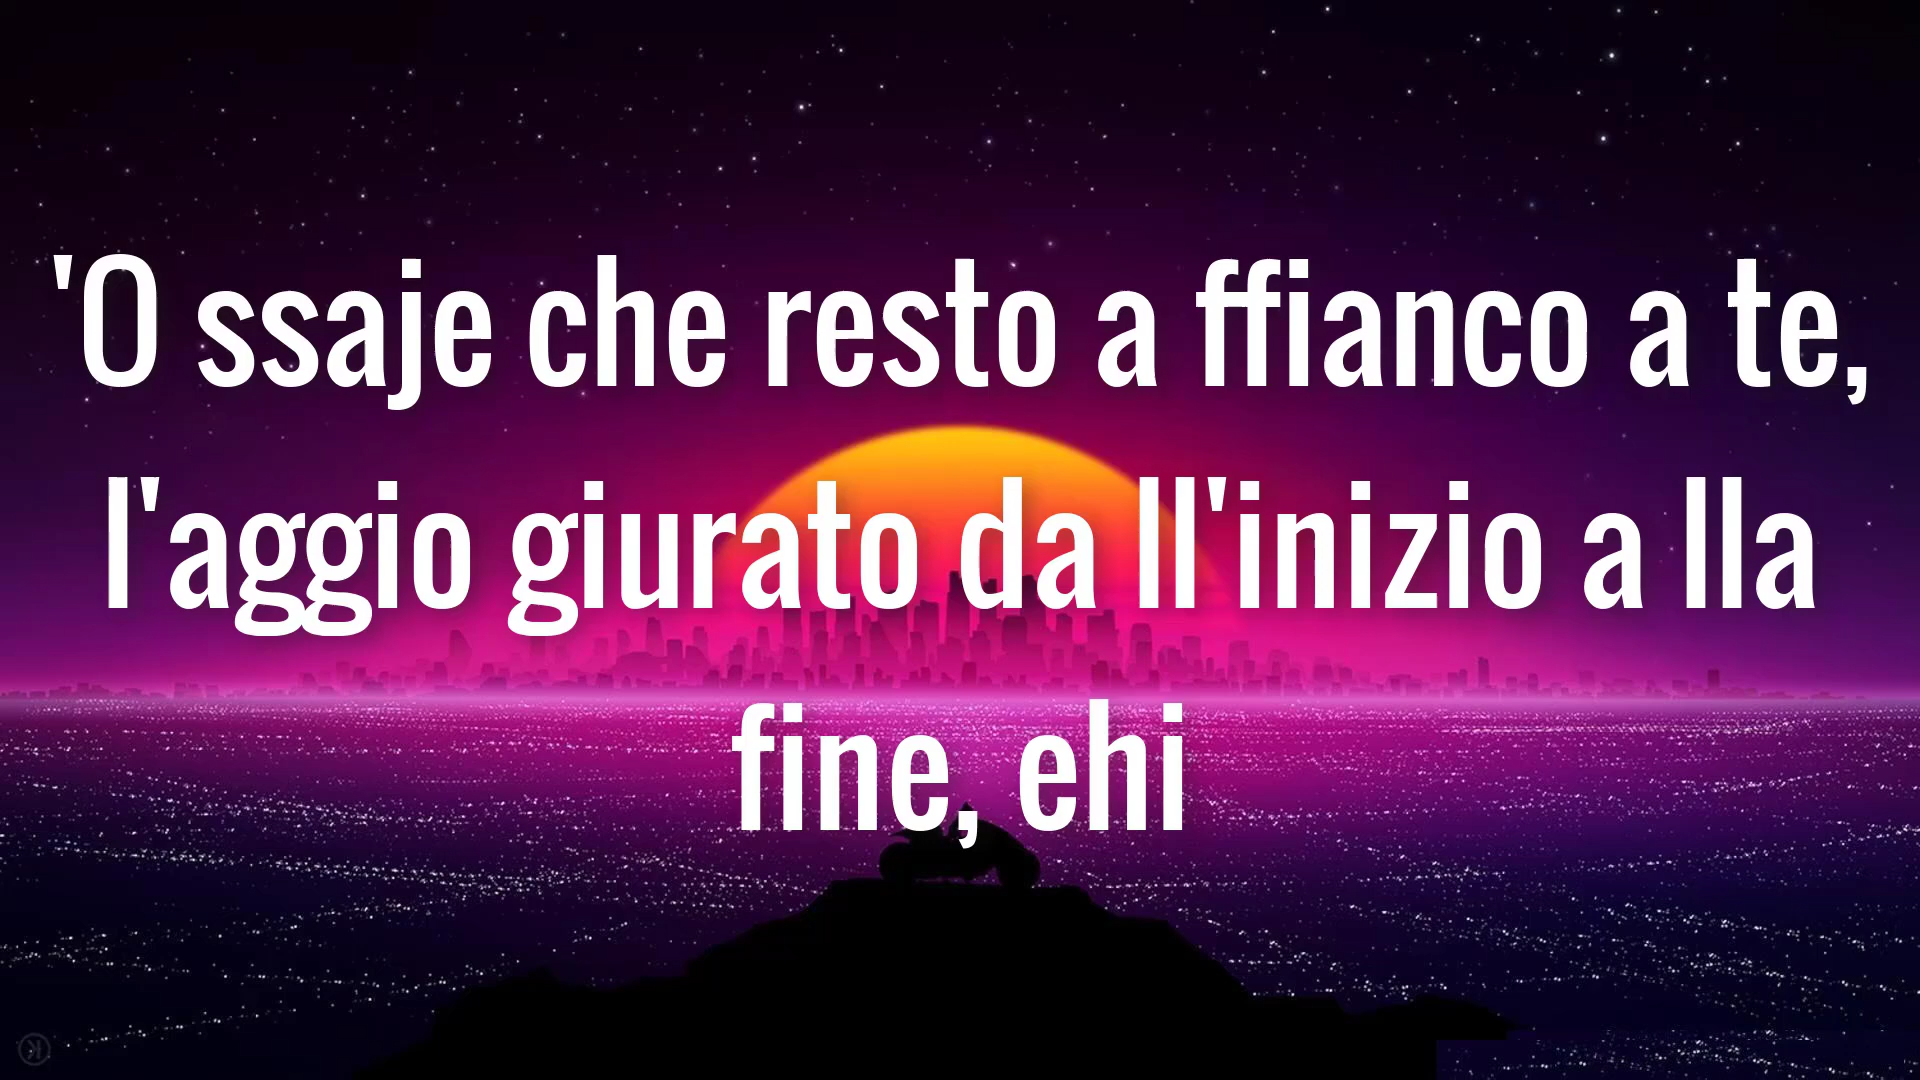 'O ssaje che resto a ffianco a te,
l'aggio giurato da ll'inizio a lla
fine, ehi